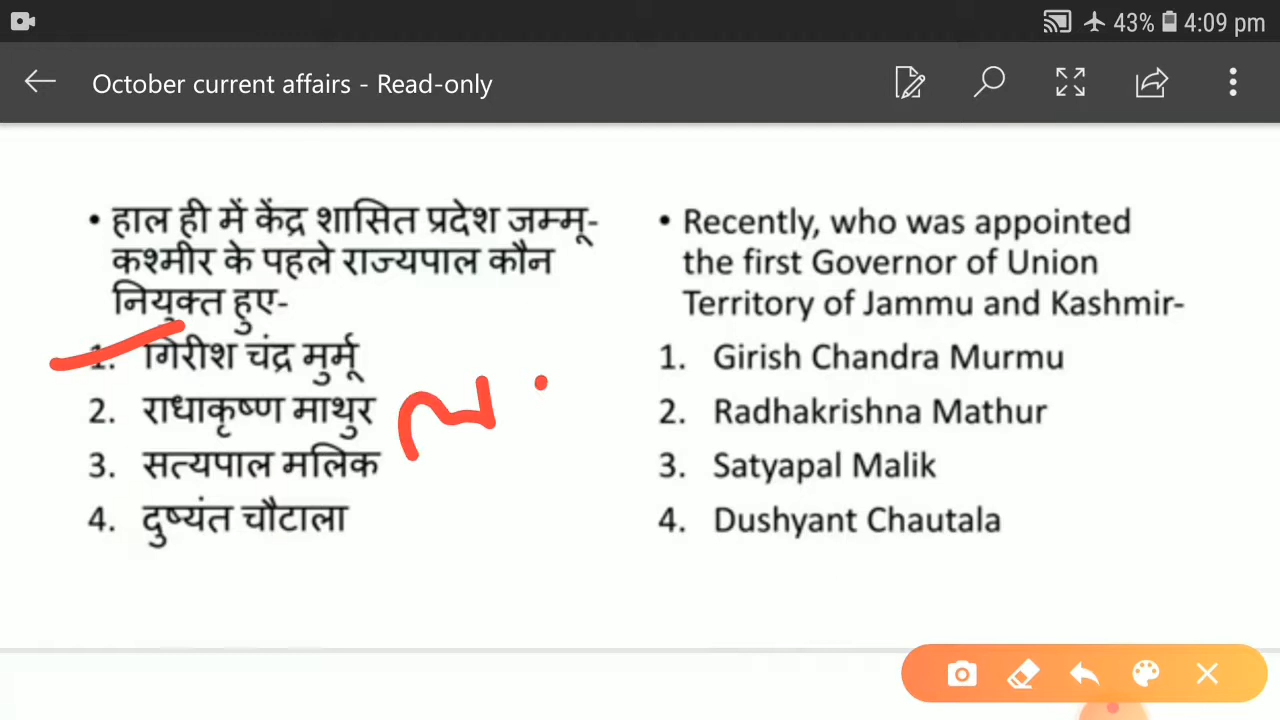 43% 4:09 pm
October current affairs - Read-only
• हाल ही में केंद्र शासित प्रदेश जम्मू-
कश्मीर के पहले राज्यपाल कौन
नियुक्त हुए-
1. गिरीश चंद्र मुर्मू
2. राधाकृष्ण माथुर
3. सत्यपाल मलिक
4. दुष्यंत चौटाला
• Recently, who was appointed
the first Governor of Union
Territory of Jammu and Kashmir-
1. Girish Chandra Murmu
2. Radhakrishna Mathur
3. Satyapal Malik
4. Dushyant Chautala